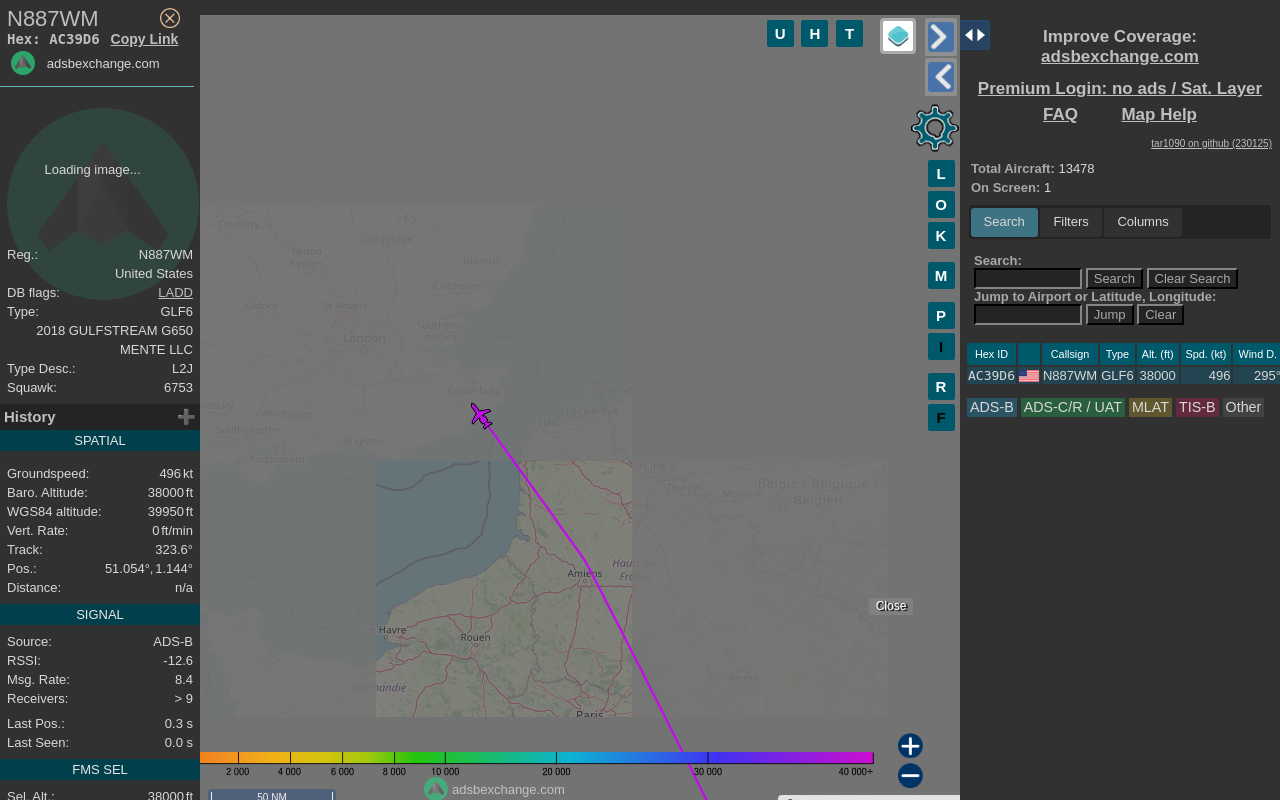 N887WM
Hex: AC39D6 Copy Link
adsbexchange.com
Loading image...
Reg.: N887WM
United States
DB flags: LADD
Type: GLF6
2018 GULFSTREAM G650
MENTE LLC
Type Desc.: L2J
Squawk: 6753
History
SPATIAL
Groundspeed: 496 kt
Baro. Altitude: 38000 ft
WGS84 altitude: 39950 ft
Vert. Rate: 0 ft/min
Track: 323.6°
Pos.: 51.054°, 1.144°
Distance: n/a
SIGNAL
Source: ADS-B
RSSI: -12.6
Msg. Rate: 8.4
Receivers: > 9
Last Pos.: 0.3 s
Last Seen: 0.0 s
FMS SEL
Sel. Alt.: 38000 ft
U H T
L
O
K
M
P
I
R
F
Ely
Coventry
Cambridge
Milton
Keynes
Ipswich
Colchester
Oxford
St Albans
Southend
on Sea
London
Canterbury
Oostende
Winchester
Dunkerque
Calais
Southampton
Brighton
Portsmouth
Lille
Tournai
Mons
België / Belgique /
Belgien
Amiens
Le Havre
Rouen
Normandie
Reims
Paris
Close
2 000 4 000 6 000 8 000 10 000 20 000 30 000 40 000+
adsbexchange.com
50 NM
Improve Coverage:
adsbexchange.com
Premium Login: no ads / Sat. Layer
FAQ Map Help
tar1090 on github (230125)
Total Aircraft: 13478
On Screen: 1
Search Filters Columns
Search:
Search Clear Search
Jump to Airport or Latitude, Longitude:
Jump Clear
Hex ID Callsign Type Alt. (ft) Spd. (kt) Wind D.
AC39D6 N887WM GLF6 38000 496 295°
ADS-B ADS-C/R / UAT MLAT TIS-B Other